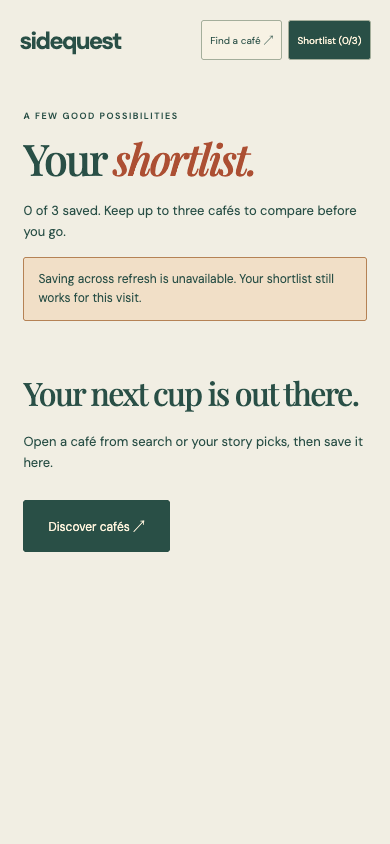 sidequest
Find a café ↗
Shortlist (0/3)
A FEW GOOD POSSIBILITIES
Your shortlist.
0 of 3 saved. Keep up to three cafés to compare before
you go.
Saving across refresh is unavailable. Your shortlist still
works for this visit.
Your next cup is out there.
Open a café from search or your story picks, then save it
here.
Discover cafés ↗